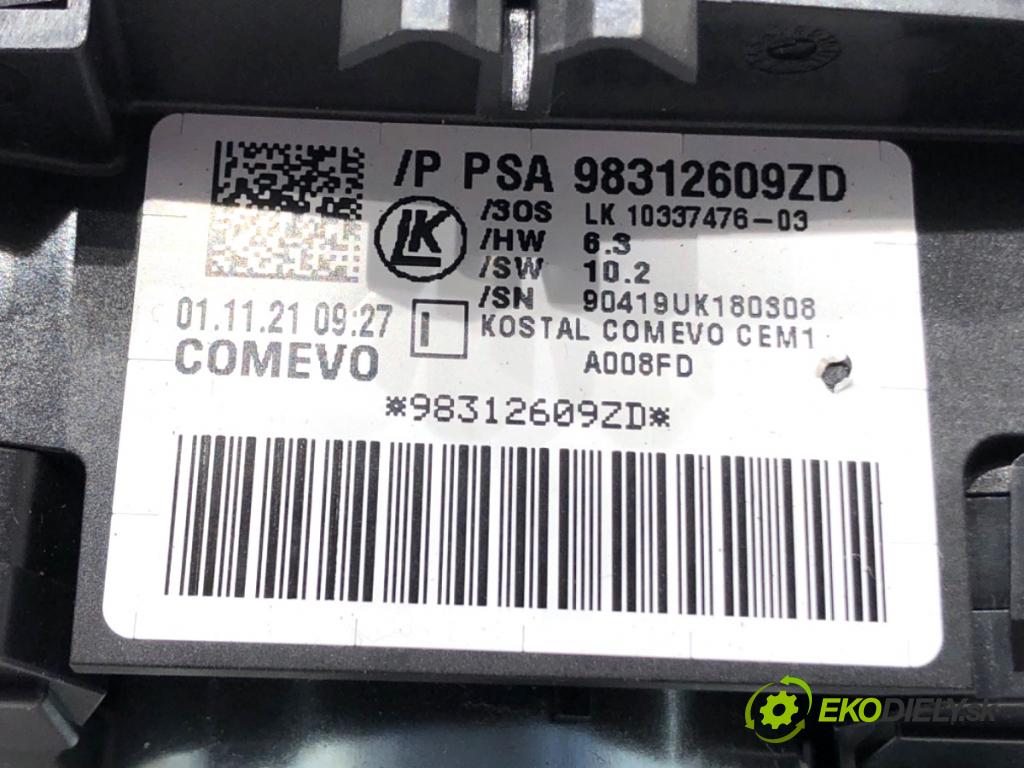 /P PSA 98312609ZD
LK
/3OS LK 10337476-03
/HW 6.3
/SW 10.2
/SN 90419UK180308
01.11.21 09:27
I
KOSTAL COMEVO CEM1
COMEVO
A008FD
*98312609ZD*
EKODIELY.SK